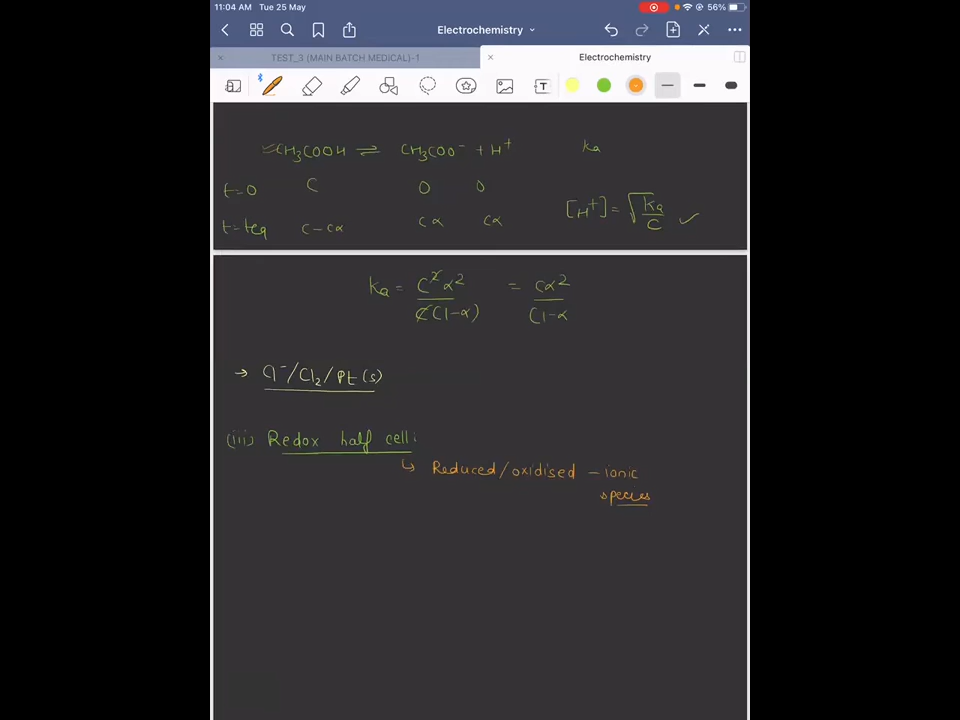 11:04 AM Tue 25 May 56%
Electrochemistry
TEST_3 (MAIN BATCH MEDICAL)-1
Electrochemistry
CH₃COOH ⇌ CH₃COO⁻ + H⁺ ka
t=0 C 0 0
t=teq C-Cα Cα Cα
[H⁺] = √ka/C ✓
ka = C²α²/C(1-α) = Cα²/(1-α
→ Cl⁻/Cl₂/Pt(s)
(iii) Redox half cell:
↳ Reduced/oxidised - ionic
species